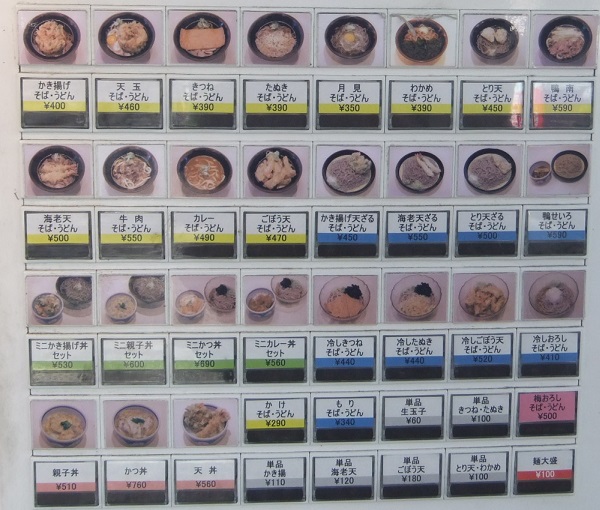 かき揚げ
そば・うどん
¥400
天 玉
そば・うどん
¥460
きつね
そば・うどん
¥390
たぬき
そば・うどん
¥390
月 見
そば・うどん
¥350
わかめ
そば・うどん
¥390
とり天
そば・うどん
¥450
鴨 南
そば・うどん
¥590
海老天
そば・うどん
¥500
牛 肉
そば・うどん
¥550
カレー
そば・うどん
¥490
ごぼう天
そば・うどん
¥470
かき揚げ天ざる
そば・うどん
¥450
海老天ざる
そば・うどん
¥550
とり天ざる
そば・うどん
¥500
鴨せいろ
そば・うどん
¥590
ミニかき揚げ丼
セット
¥530
ミニ親子丼
セット
¥600
ミニかつ丼
セット
¥690
ミニカレー丼
セット
¥560
冷しきつね
そば・うどん
¥440
冷したぬき
そば・うどん
¥440
冷しごぼう天
そば・うどん
¥520
冷しおろし
そば・うどん
¥410
か け
そば・うどん
¥290
も り
そば・うどん
¥340
単品
生玉子
¥60
単品
きつね・たぬき
¥100
梅おろし
そば・うどん
¥500
親子丼
¥510
かつ丼
¥760
天 丼
¥560
単品
かき揚
¥110
単品
海老天
¥120
単品
ごぼう天
¥180
単品
とり天・わかめ
¥100
麺大盛
¥100